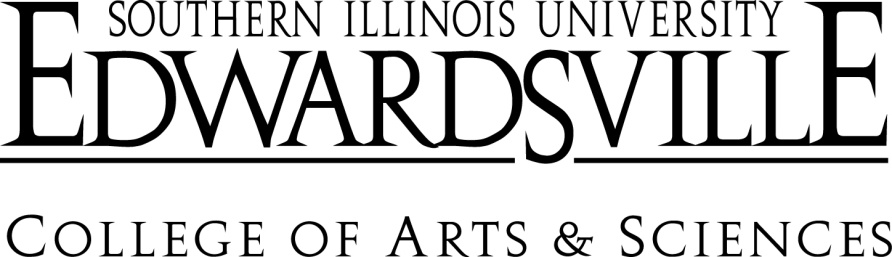 SOUTHERN ILLINOIS UNIVERSITY
EDWARDSVILLE
COLLEGE OF ARTS & SCIENCES